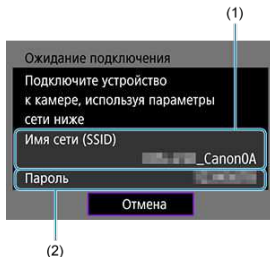 (1)
Ожидание подключения
Подключите устройство
к камере, используя параметры
сети ниже
Имя сети (SSID)
_Canon0A
Пароль
Отмена
(2)